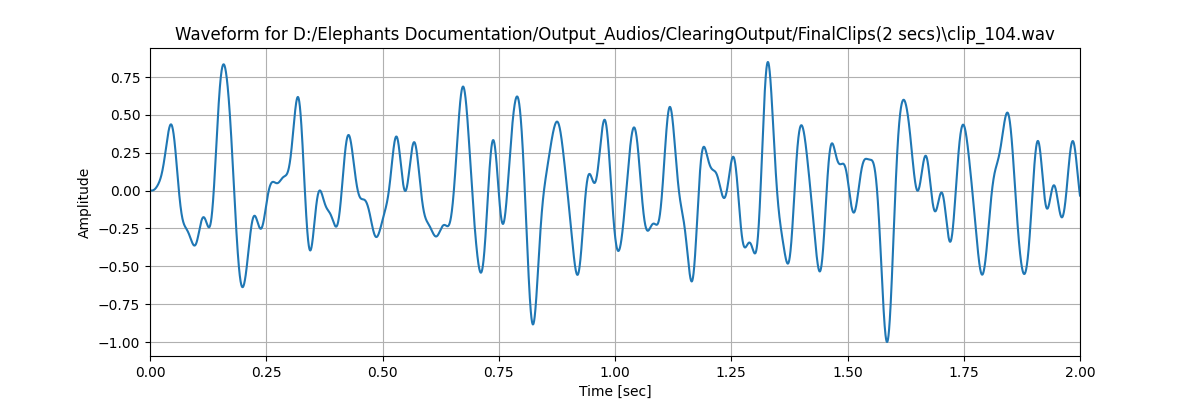 Waveform for D:/Elephants Documentation/Output_Audios/ClearingOutput/FinalClips(2 secs)\clip_104.wav
Amplitude
0.75
0.50
0.25
0.00
−0.25
−0.50
−0.75
−1.00
0.00 0.25 0.50 0.75 1.00 1.25 1.50 1.75 2.00
Time [sec]